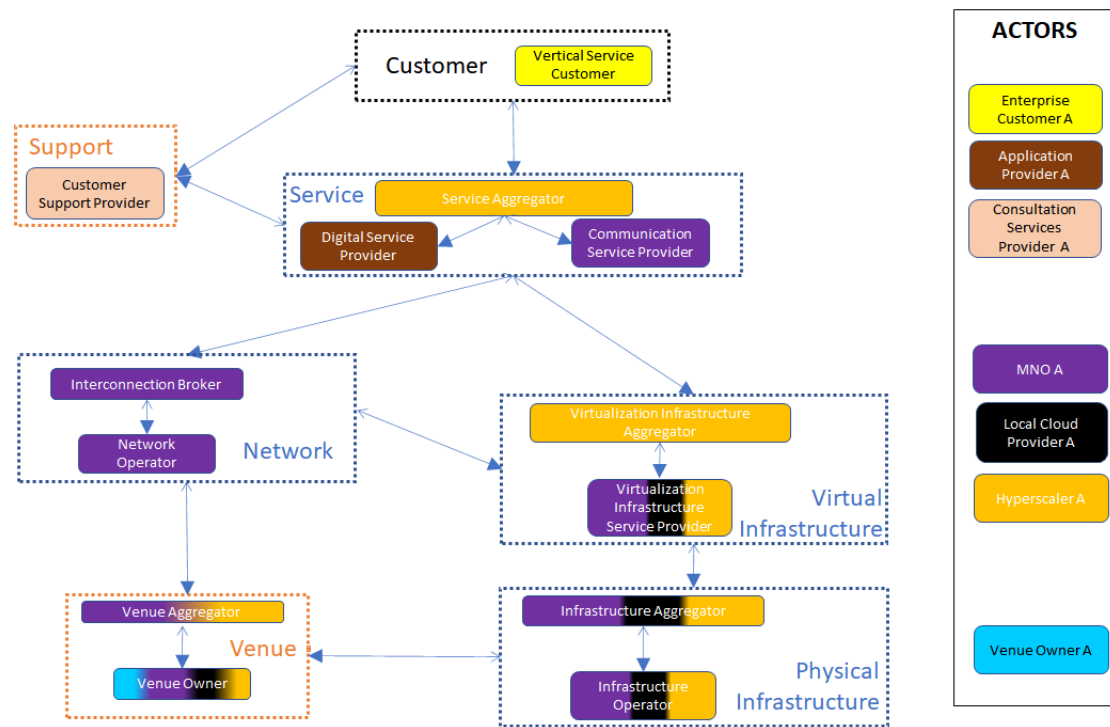 Customer
Vertical Service
Customer
Support
Customer
Support Provider
Service
Service Aggregator
Digital Service
Provider
Communication
Service Provider
Interconnection Broker
Network
Operator
Network
Virtualization Infrastructure
Aggregator
Virtualization
Infrastructure
Service Provider
Virtual
Infrastructure
Venue Aggregator
Venue
Venue Owner
Infrastructure Aggregator
Infrastructure
Operator
Physical
Infrastructure
ACTORS
Enterprise
Customer A
Application
Provider A
Consultation
Services
Provider A
MNO A
Local Cloud
Provider A
Hyperscaler A
Venue Owner A